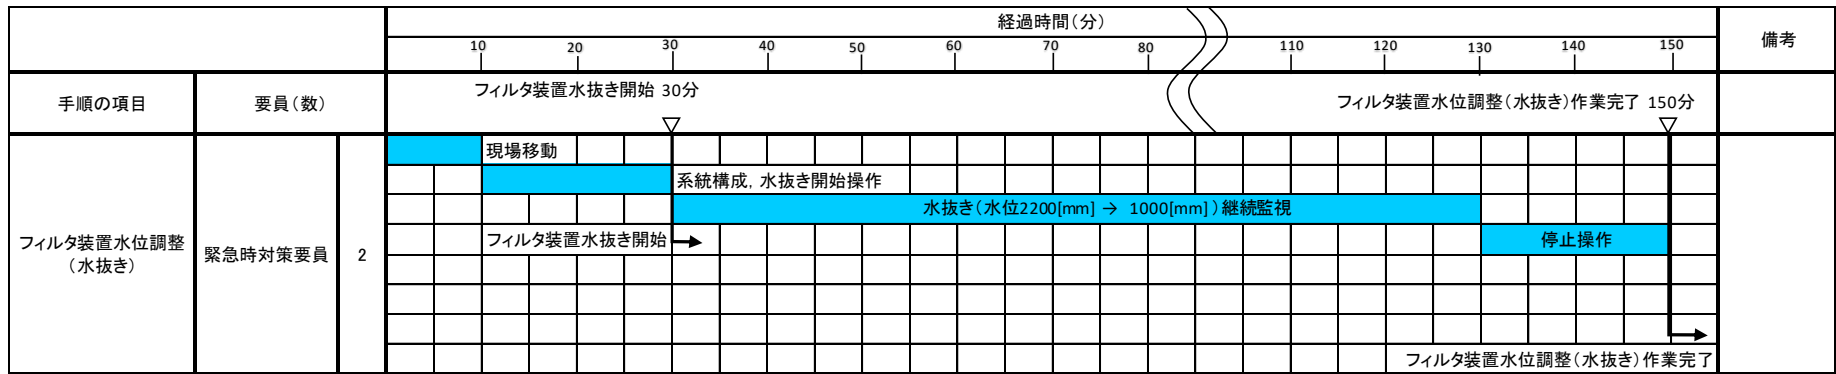 経過時間(分)
備考
10 20 30 40 50 60 70 80 110 120 130 140 150
手順の項目
要員(数)
フィルタ装置水抜き開始 30分
フィルタ装置水位調整(水抜き)作業完了 150分
フィルタ装置水位調整
(水抜き)
緊急時対策要員
2
現場移動
系統構成, 水抜き開始操作
水抜き(水位2200[mm] → 1000[mm])継続監視
フィルタ装置水抜き開始
停止操作
フィルタ装置水位調整(水抜き)作業完了